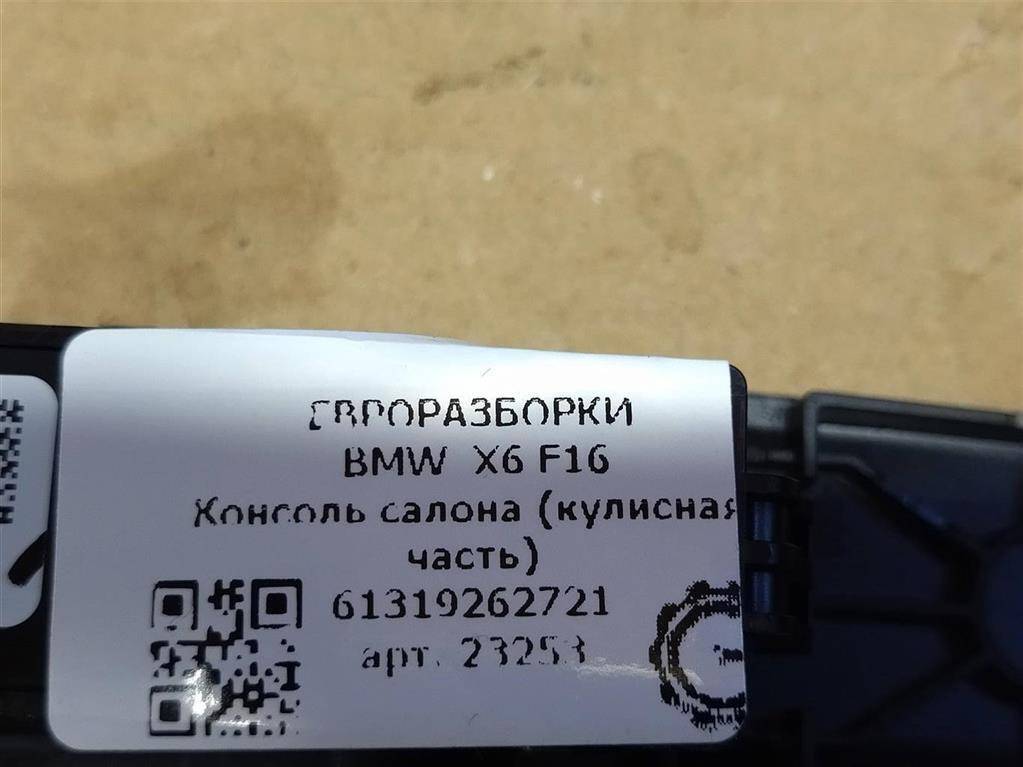 ЕВРОРАЗБОРКИ
BMW X6 F16
Консоль салона (кулисная
часть)
61319262721
арт. 23253